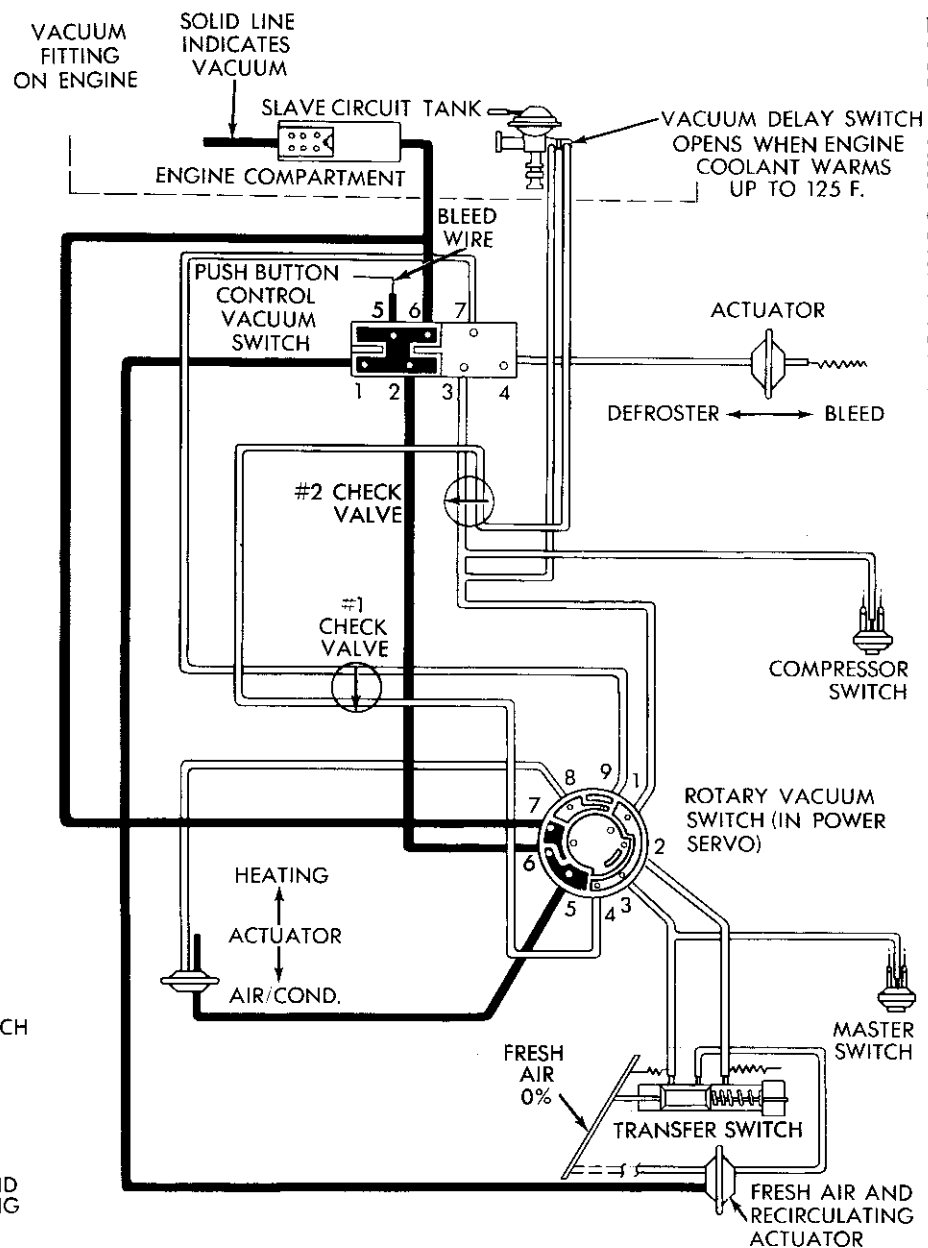 VACUUM
FITTING
ON ENGINE
SOLID LINE
INDICATES
VACUUM
SLAVE CIRCUIT TANK
ENGINE COMPARTMENT
VACUUM DELAY SWITCH
OPENS WHEN ENGINE
COOLANT WARMS
UP TO 125 F.
BLEED
WIRE
PUSH BUTTON
CONTROL
VACUUM
SWITCH
5 6 7
1 2 3 4
ACTUATOR
DEFROSTER
BLEED
#2 CHECK
VALVE
#1
CHECK
VALVE
COMPRESSOR
SWITCH
8 9 1
7
2
6
5 4 3
ROTARY VACUUM
SWITCH (IN POWER
SERVO)
HEATING
ACTUATOR
AIR/COND.
MASTER
SWITCH
CH
FRESH
AIR
0%
TRANSFER SWITCH
FRESH AIR AND
RECIRCULATING
ACTUATOR
ID
NG